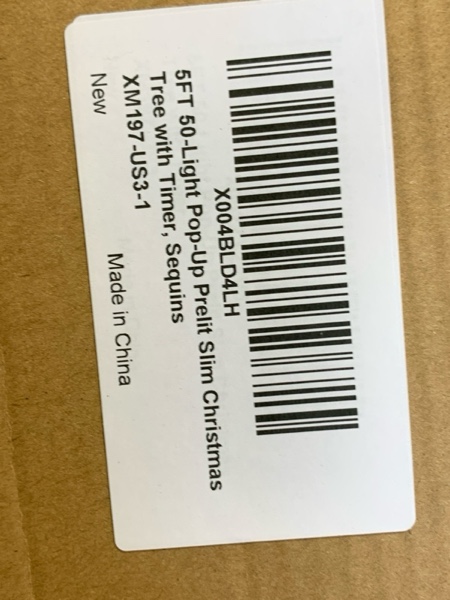 X004BLD4LH
5FT 50-Light Pop-Up Prelit Slim Christmas
Tree with Timer, Sequins
XM197-US3-1
New
Made in China